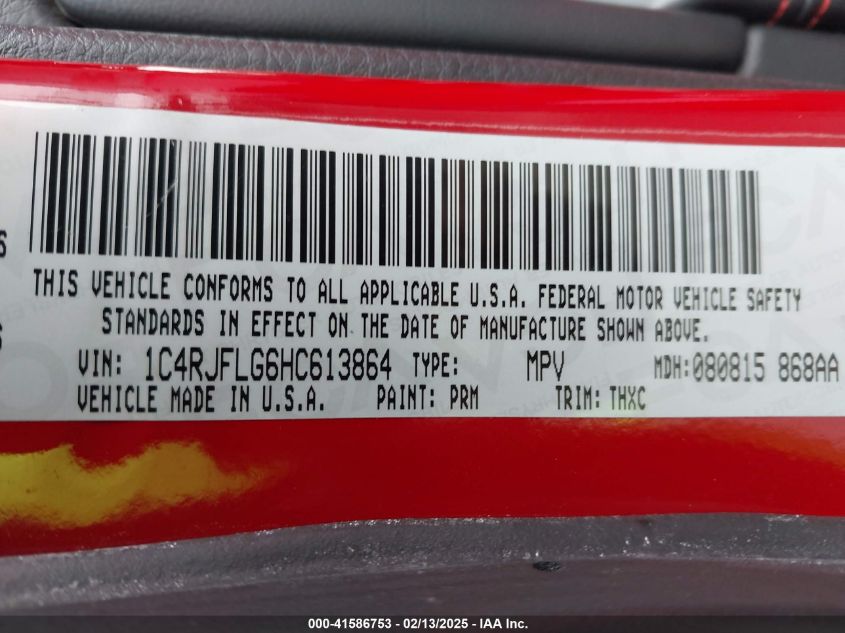 THIS VEHICLE CONFORMS TO ALL APPLICABLE U.S.A. FEDERAL MOTOR VEHICLE SAFETY
STANDARDS IN EFFECT ON THE DATE OF MANUFACTURE SHOWN ABOVE.
VIN: 1C4RJFLG6HC613864 TYPE: MPV MDH:080815 868AA
VEHICLE MADE IN U.S.A. PAINT: PRM TRIM: THXC
000-41586753 - 02/13/2025 - IAA Inc.